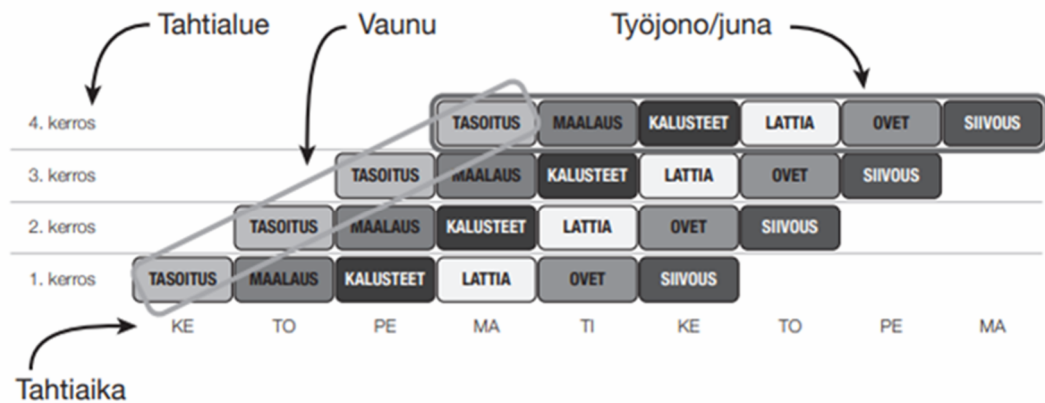 Tahtialue Vaunu Työjono/juna
4. kerros TASOITUS MAALAUS KALUSTEET LATTIA OVET SIIVOUS
3. kerros TASOITUS MAALAUS KALUSTEET LATTIA OVET SIIVOUS
2. kerros TASOITUS MAALAUS KALUSTEET LATTIA OVET SIIVOUS
1. kerros TASOITUS MAALAUS KALUSTEET LATTIA OVET SIIVOUS
KE TO PE MA TI KE TO PE MA
Tahtiaika